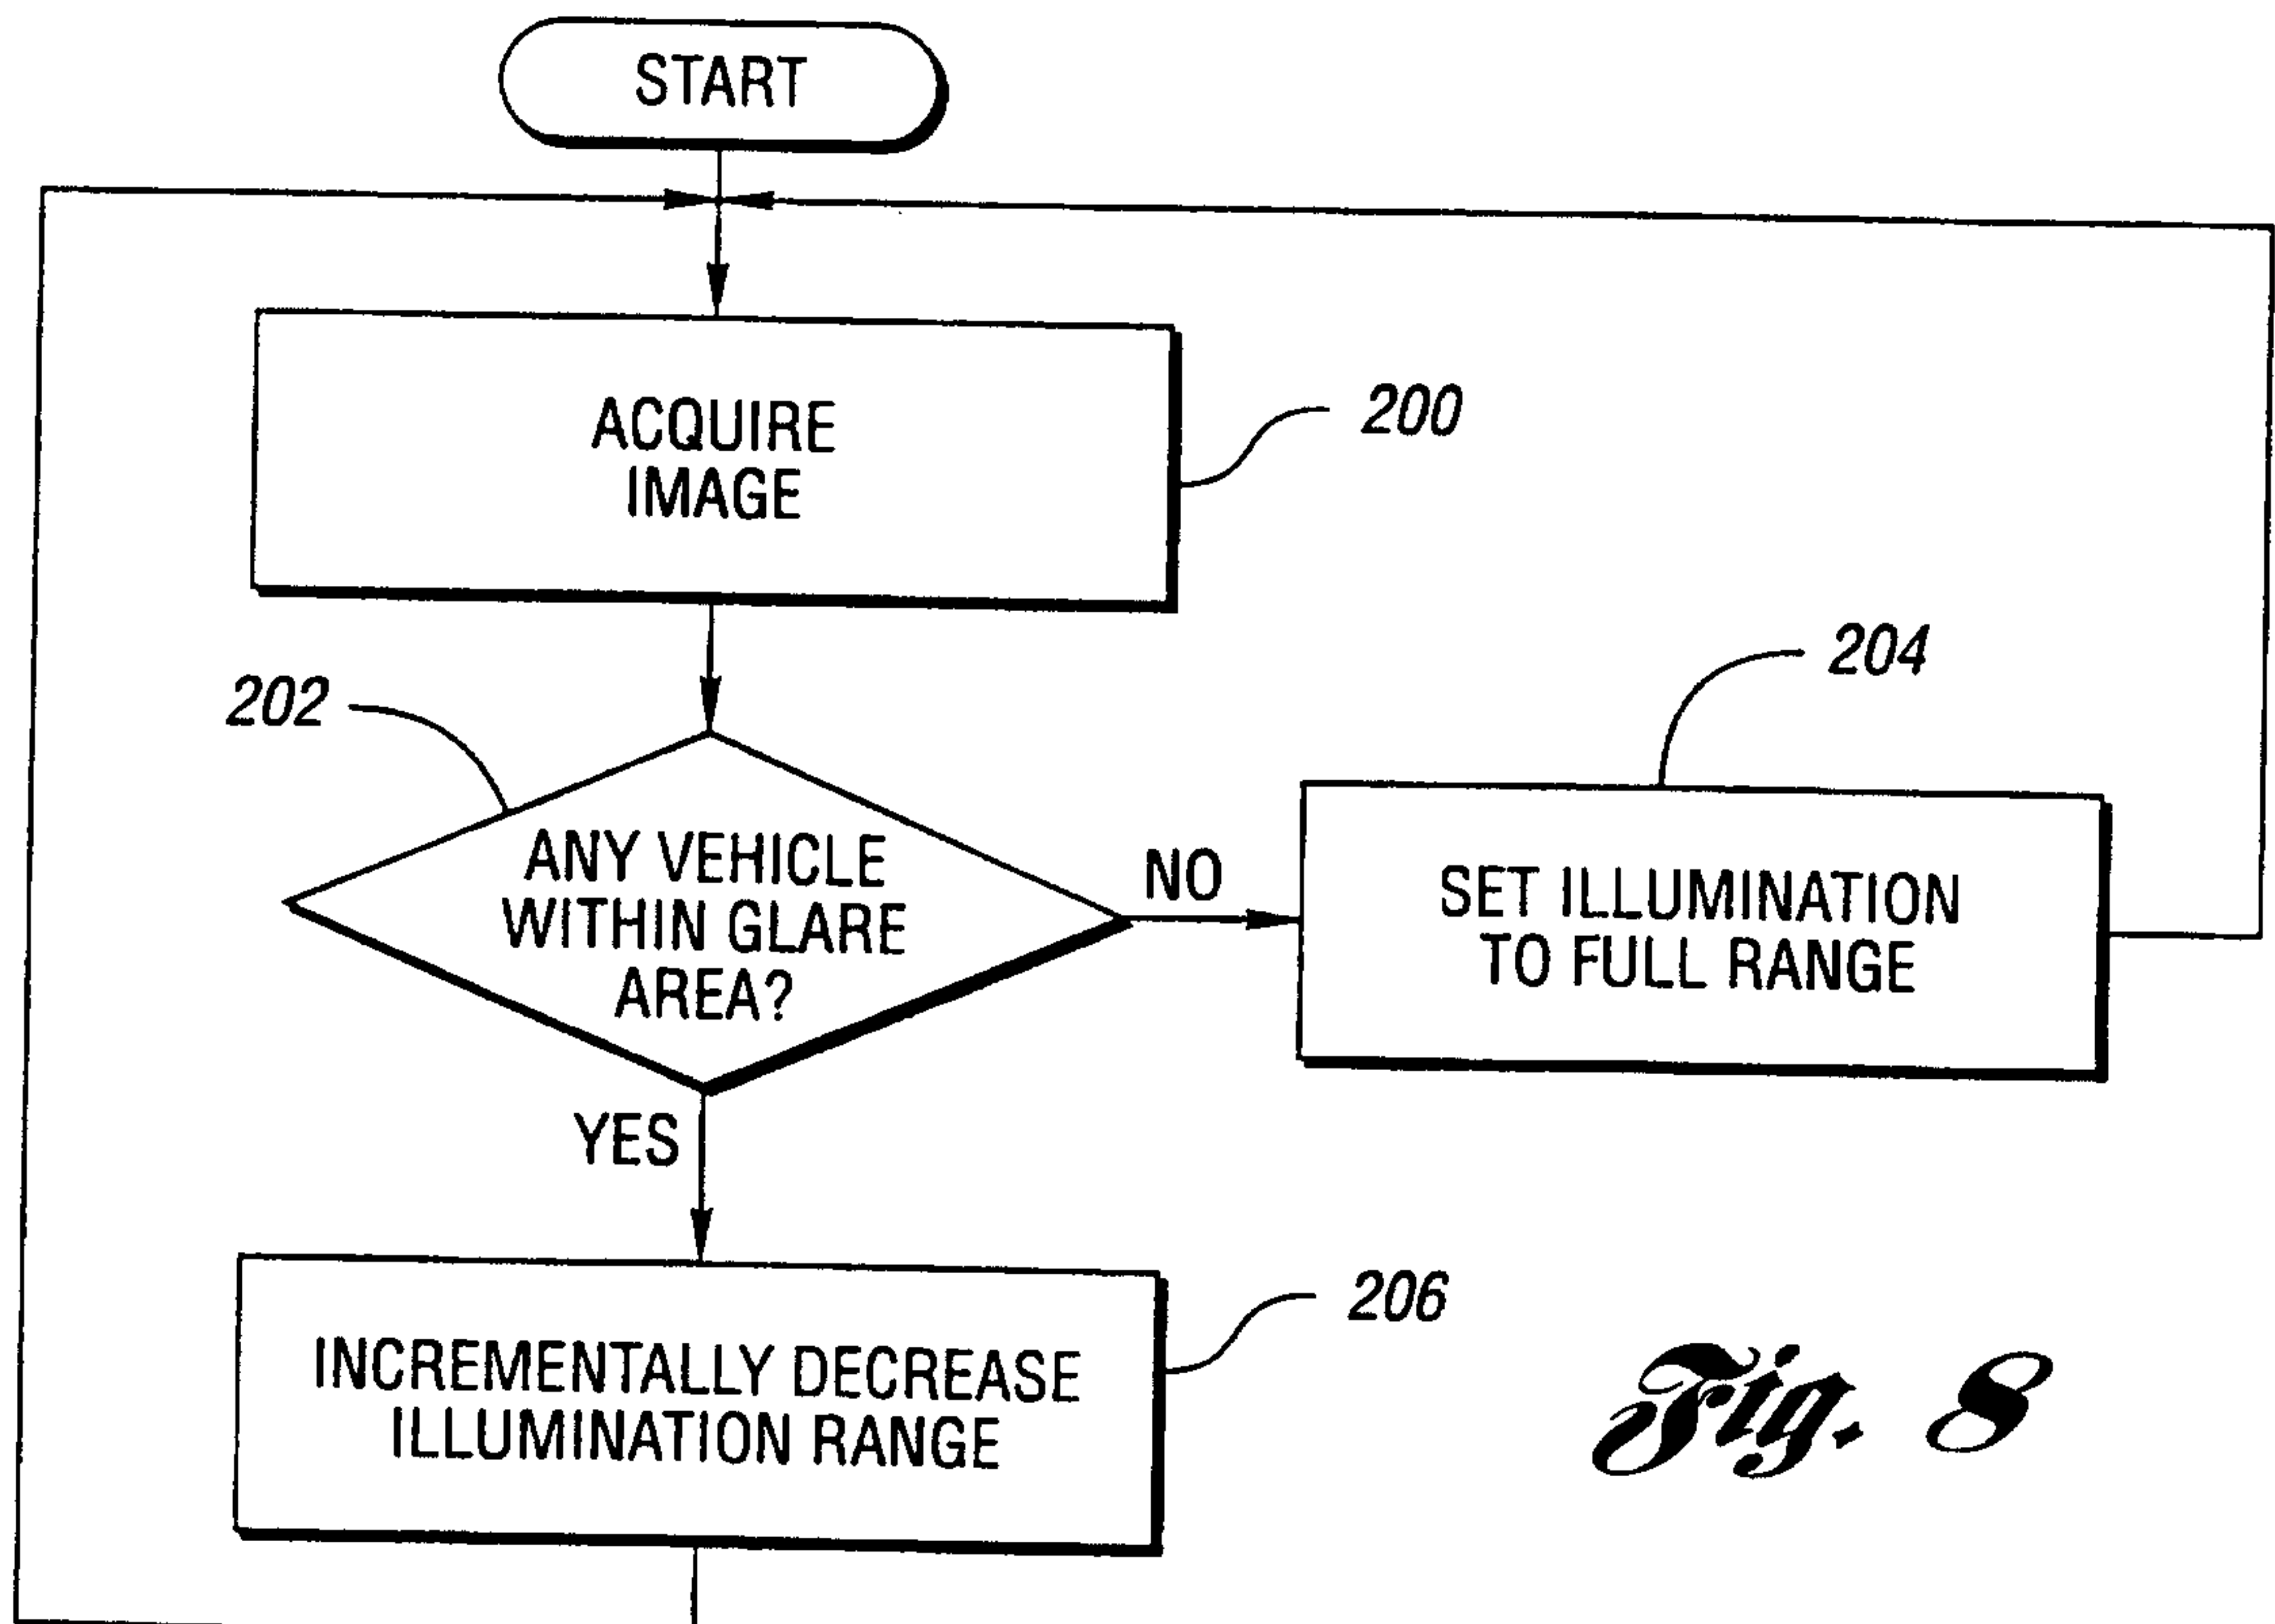 START
ACQUIRE
IMAGE
200
202
ANY VEHICLE
WITHIN GLARE
AREA?
NO
204
SET ILLUMINATION
TO FULL RANGE
YES
INCREMENTALLY DECREASE
ILLUMINATION RANGE
206
Fig. 8